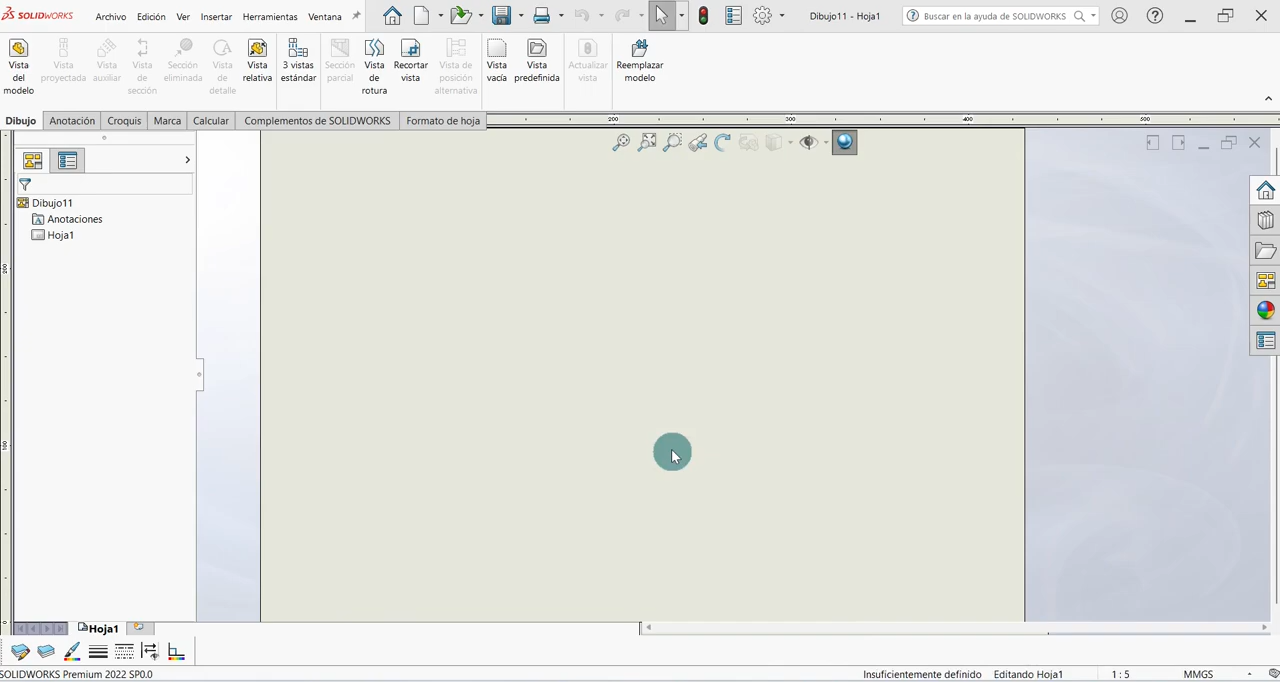 SOLIDWORKS Archivo Edición Ver Insertar Herramientas Ventana Dibujo11 - Hoja1 Buscar en la ayuda de SOLIDWORKS
Vista del modelo
Vista proyectada
Vista auxiliar
Vista de sección
Sección eliminada
Vista de detalle
Vista relativa
3 vistas estándar
Sección parcial
Vista de rotura
Recortar vista
Vista de posición alternativa
Vista vacía
Vista predefinida
Actualizar vista
Reemplazar modelo
Dibujo Anotación Croquis Marca Calcular Complementos de SOLIDWORKS Formato de hoja
200 300 400 500
Dibujo11
Anotaciones
Hoja1
200
100
0
Hoja1
SOLIDWORKS Premium 2022 SP0.0 Insuficientemente definido Editando Hoja1 1 : 5 MMGS